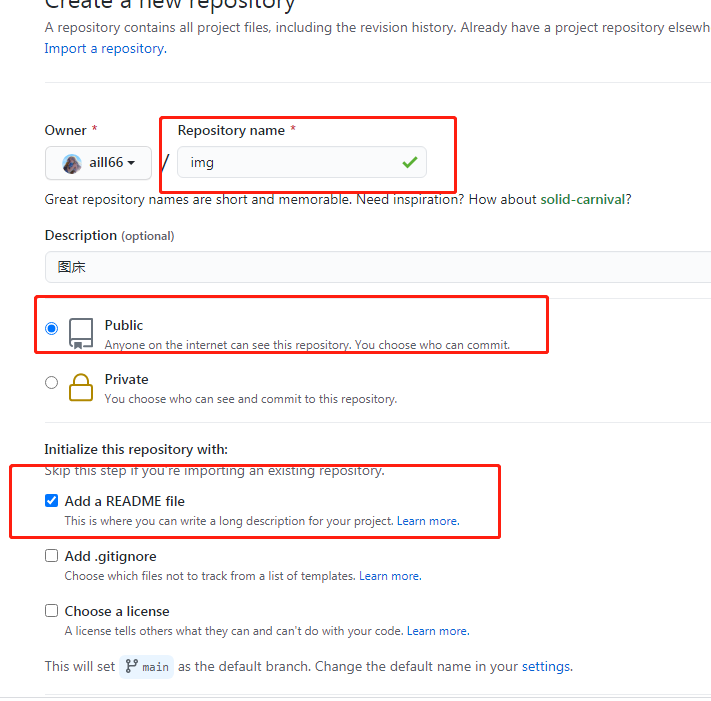 Create a new repository
A repository contains all project files, including the revision history. Already have a project repository elsewh
Import a repository.
Owner *
Repository name *
aill66
/
img
Great repository names are short and memorable. Need inspiration? How about solid-carnival?
Description (optional)
图床
Public
Anyone on the internet can see this repository. You choose who can commit.
Private
You choose who can see and commit to this repository.
Initialize this repository with:
Skip this step if you're importing an existing repository.
Add a README file
This is where you can write a long description for your project. Learn more.
Add .gitignore
Choose which files not to track from a list of templates. Learn more.
Choose a license
A license tells others what they can and can't do with your code. Learn more.
This will set main as the default branch. Change the default name in your settings.